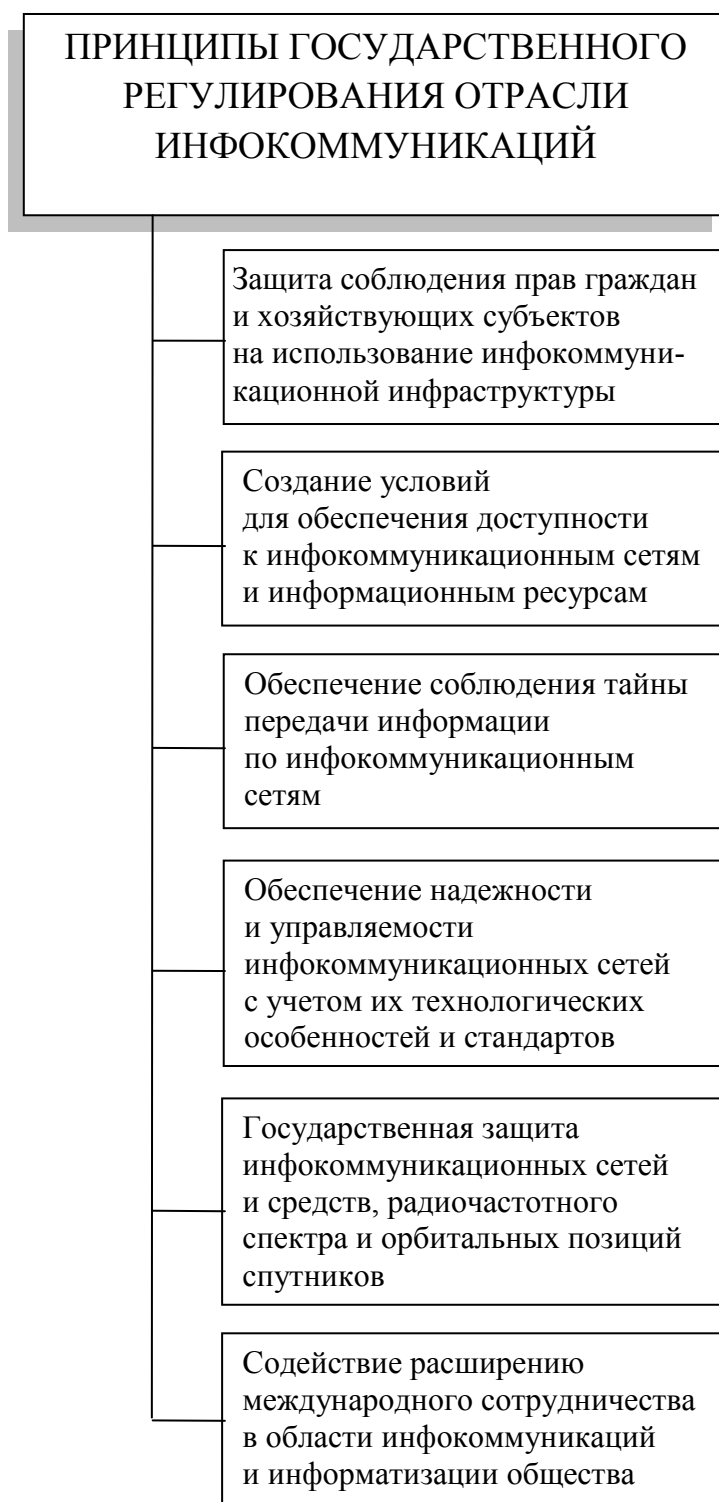 ПРИНЦИПЫ ГОСУДАРСТВЕННОГО
РЕГУЛИРОВАНИЯ ОТРАСЛИ
ИНФОКОММУНИКАЦИЙ
Защита соблюдения прав граждан
и хозяйствующих субъектов
на использование инфокоммуни-
кационной инфраструктуры
Создание условий
для обеспечения доступности
к инфокоммуникационным сетям
и информационным ресурсам
Обеспечение соблюдения тайны
передачи информации
по инфокоммуникационным
сетям
Обеспечение надежности
и управляемости
инфокоммуникационных сетей
с учетом их технологических
особенностей и стандартов
Государственная защита
инфокоммуникационных сетей
и средств, радиочастотного
спектра и орбитальных позиций
спутников
Содействие расширению
международного сотрудничества
в области инфокоммуникаций
и информатизации общества